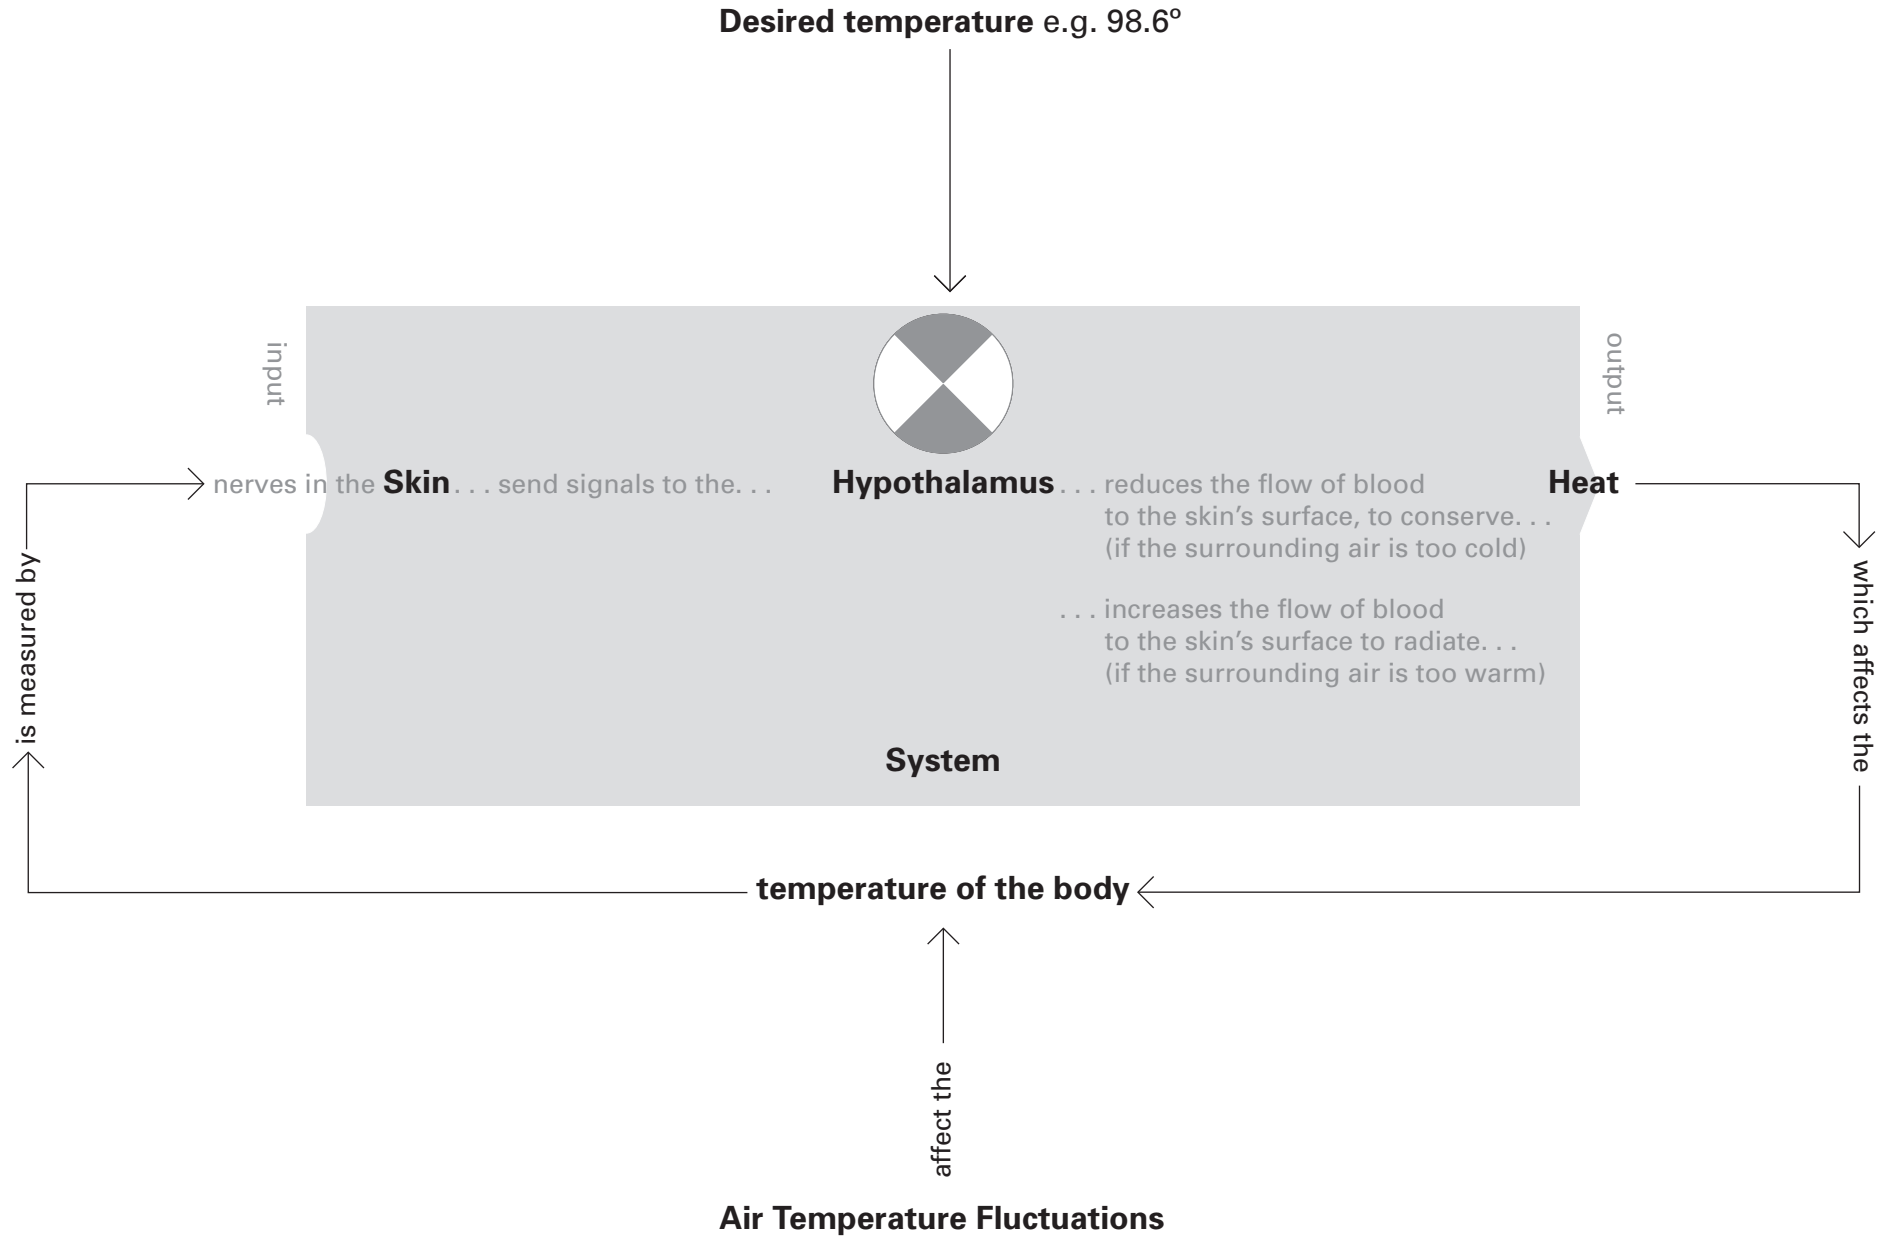 Desired temperature e.g. 98.6º
input
output
nerves in the Skin . . . send signals to the. . .
Hypothalamus . . . reduces the flow of blood
to the skin’s surface, to conserve. . .
(if the surrounding air is too cold)
. . . increases the flow of blood
to the skin’s surface to radiate. . .
(if the surrounding air is too warm)
Heat
which affects the
is measured by
System
temperature of the body
affect the
Air Temperature Fluctuations